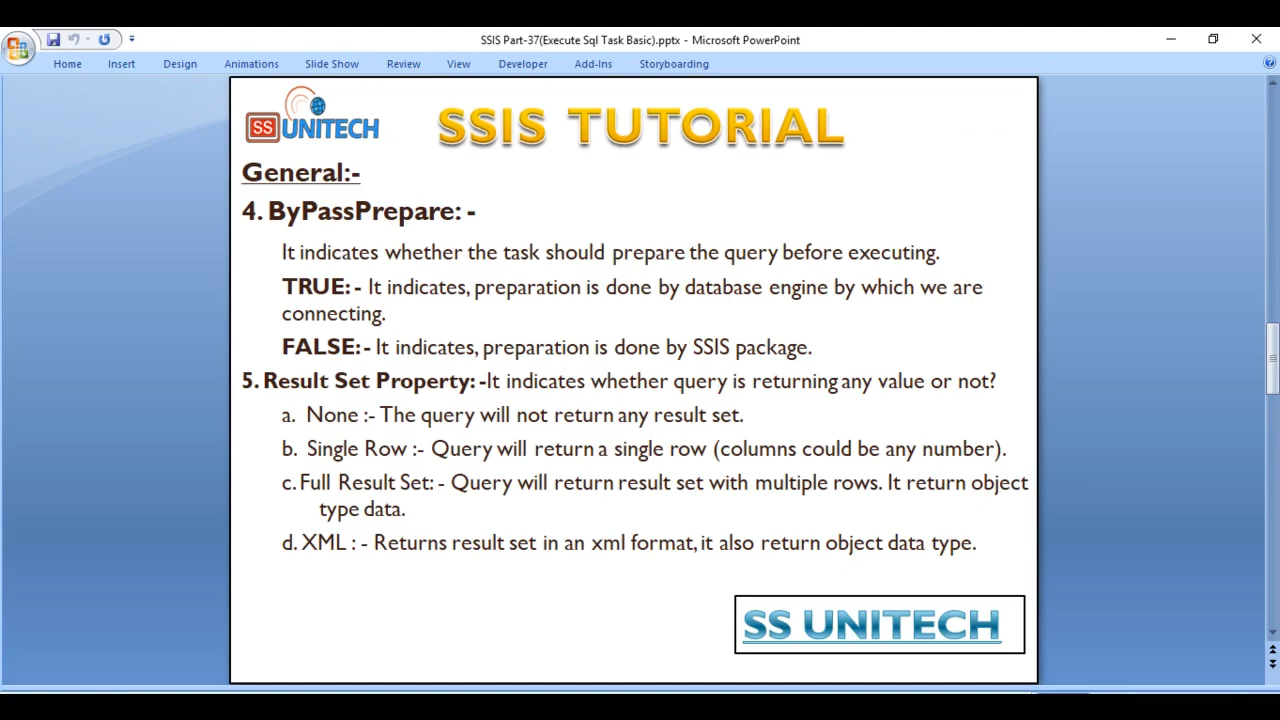 SSIS Part-37(Execute Sql Task Basic).pptx - Microsoft PowerPoint
Home Insert Design Animations Slide Show Review View Developer Add-Ins Storyboarding
SS UNITECH
SSIS TUTORIAL
General:-
4. ByPassPrepare: -
It indicates whether the task should prepare the query before executing.
TRUE: - It indicates, preparation is done by database engine by which we are
connecting.
FALSE: - It indicates, preparation is done by SSIS package.
5. Result Set Property: -It indicates whether query is returning any value or not?
a. None :- The query will not return any result set.
b. Single Row :- Query will return a single row (columns could be any number).
c. Full Result Set: - Query will return result set with multiple rows. It return object
type data.
d. XML : - Returns result set in an xml format, it also return object data type.
SS UNITECH